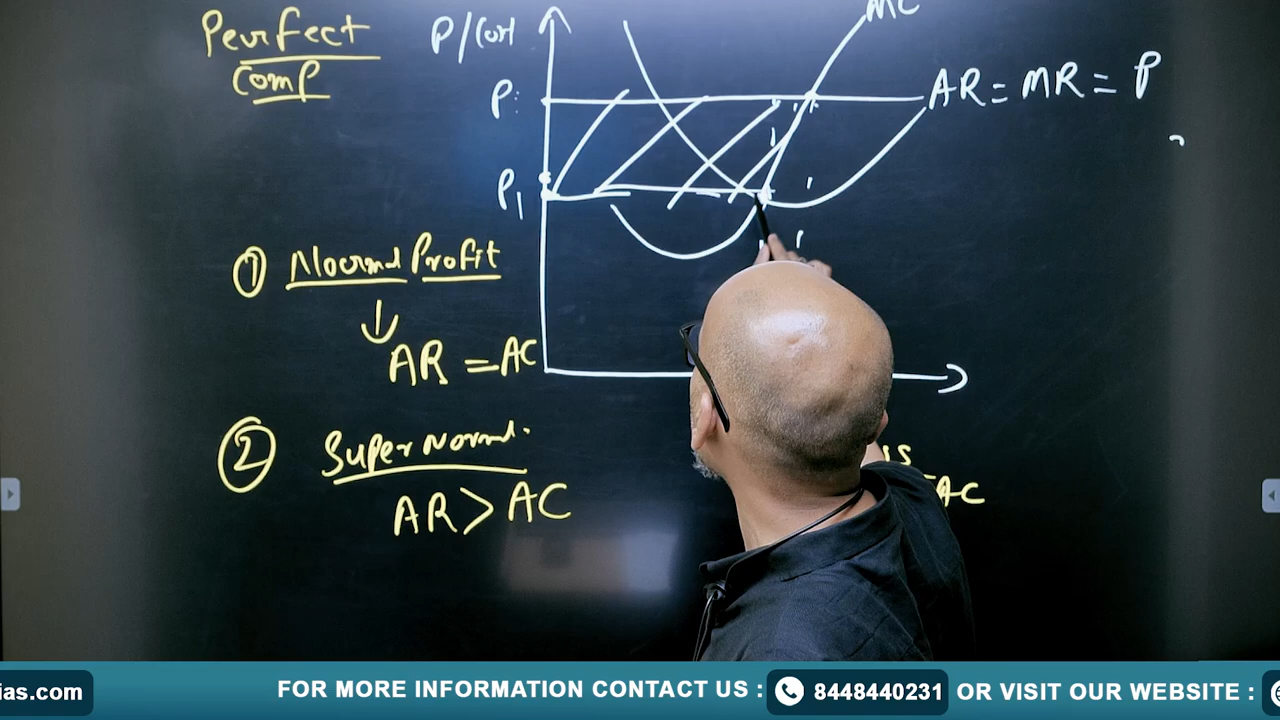 Perfect
Comp
P/Cost
MC
P
AR = MR = P
P1
① Normal Profit
AR = AC
② Super Normal.
AR > AC
AC
ias.com
FOR MORE INFORMATION CONTACT US : 8448440231 OR VISIT OUR WEBSITE :